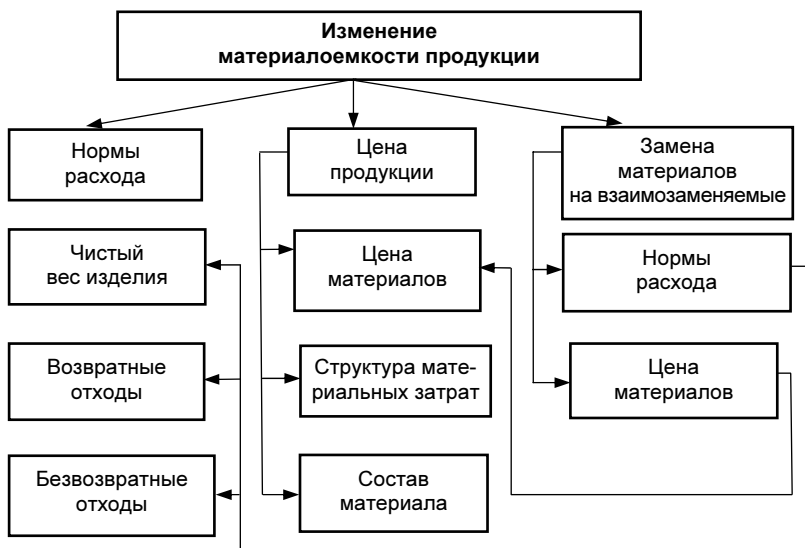 Изменение
материалоемкости продукции
Нормы
расхода
Цена
продукции
Замена
материалов
на взаимозаменяемые
Чистый
вес изделия
Цена
материалов
Нормы
расхода
Возвратные
отходы
Структура мате-
риальных затрат
Цена
материалов
Безвозвратные
отходы
Состав
материала